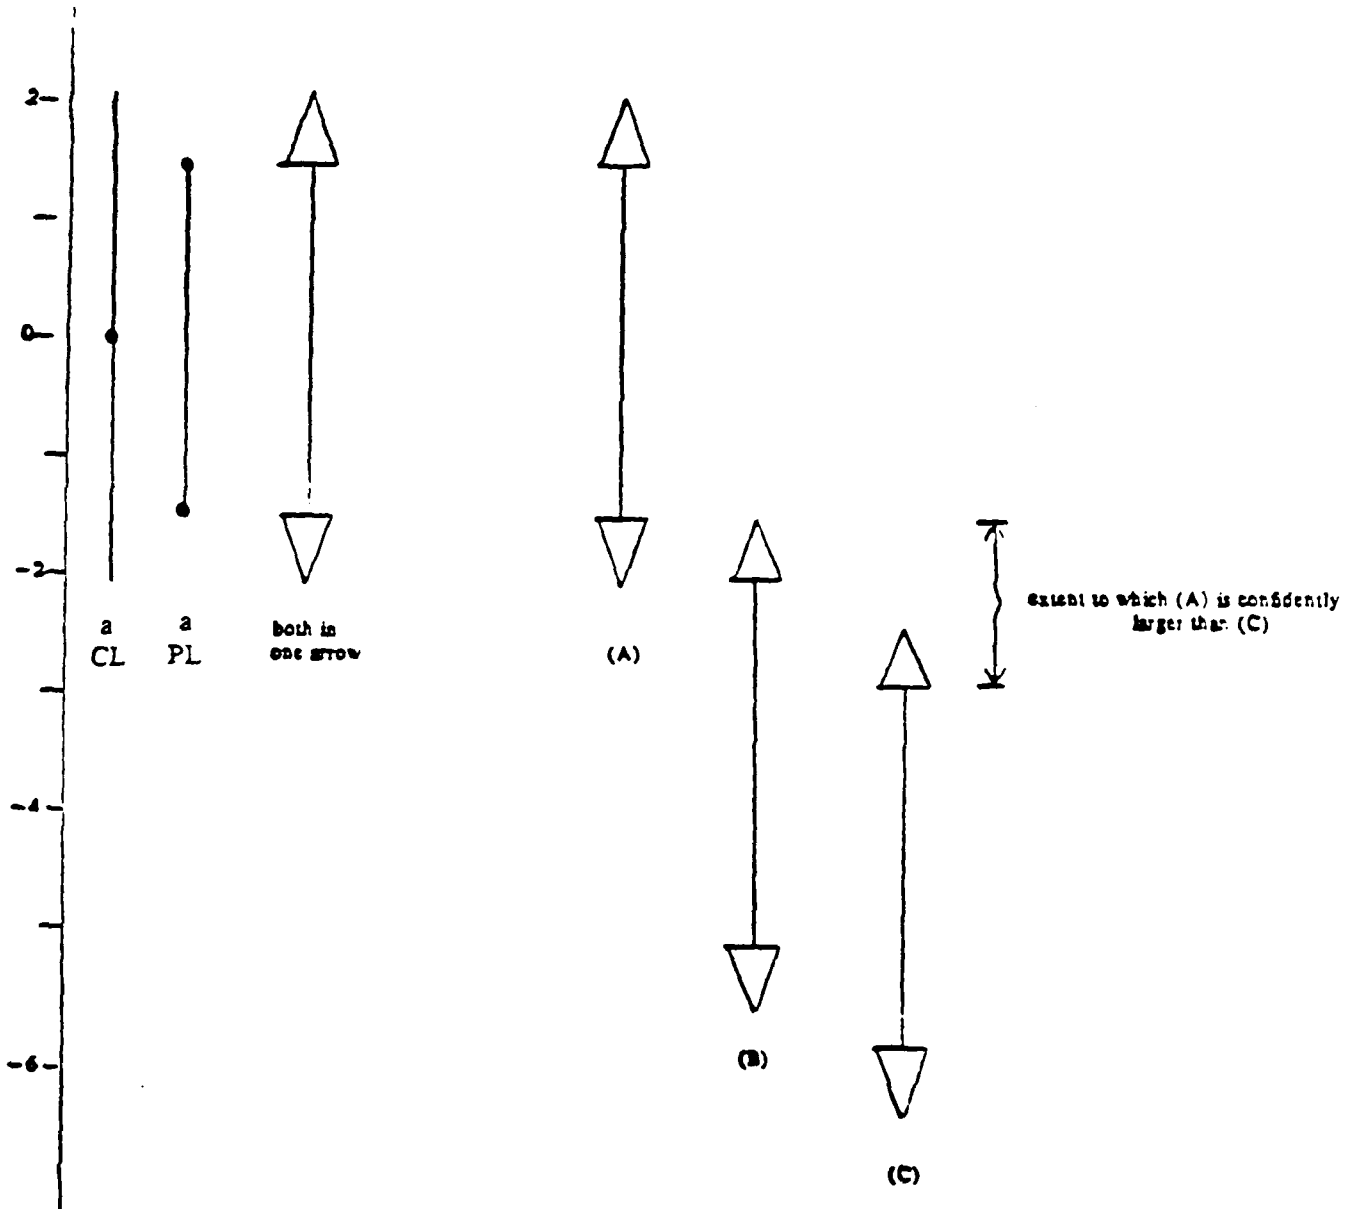 2
0
-2
-4
-6
a
CL
a
PL
both in
one arrow
(A)
extent to which (A) is confidently
larger than (C)
(B)
(C)